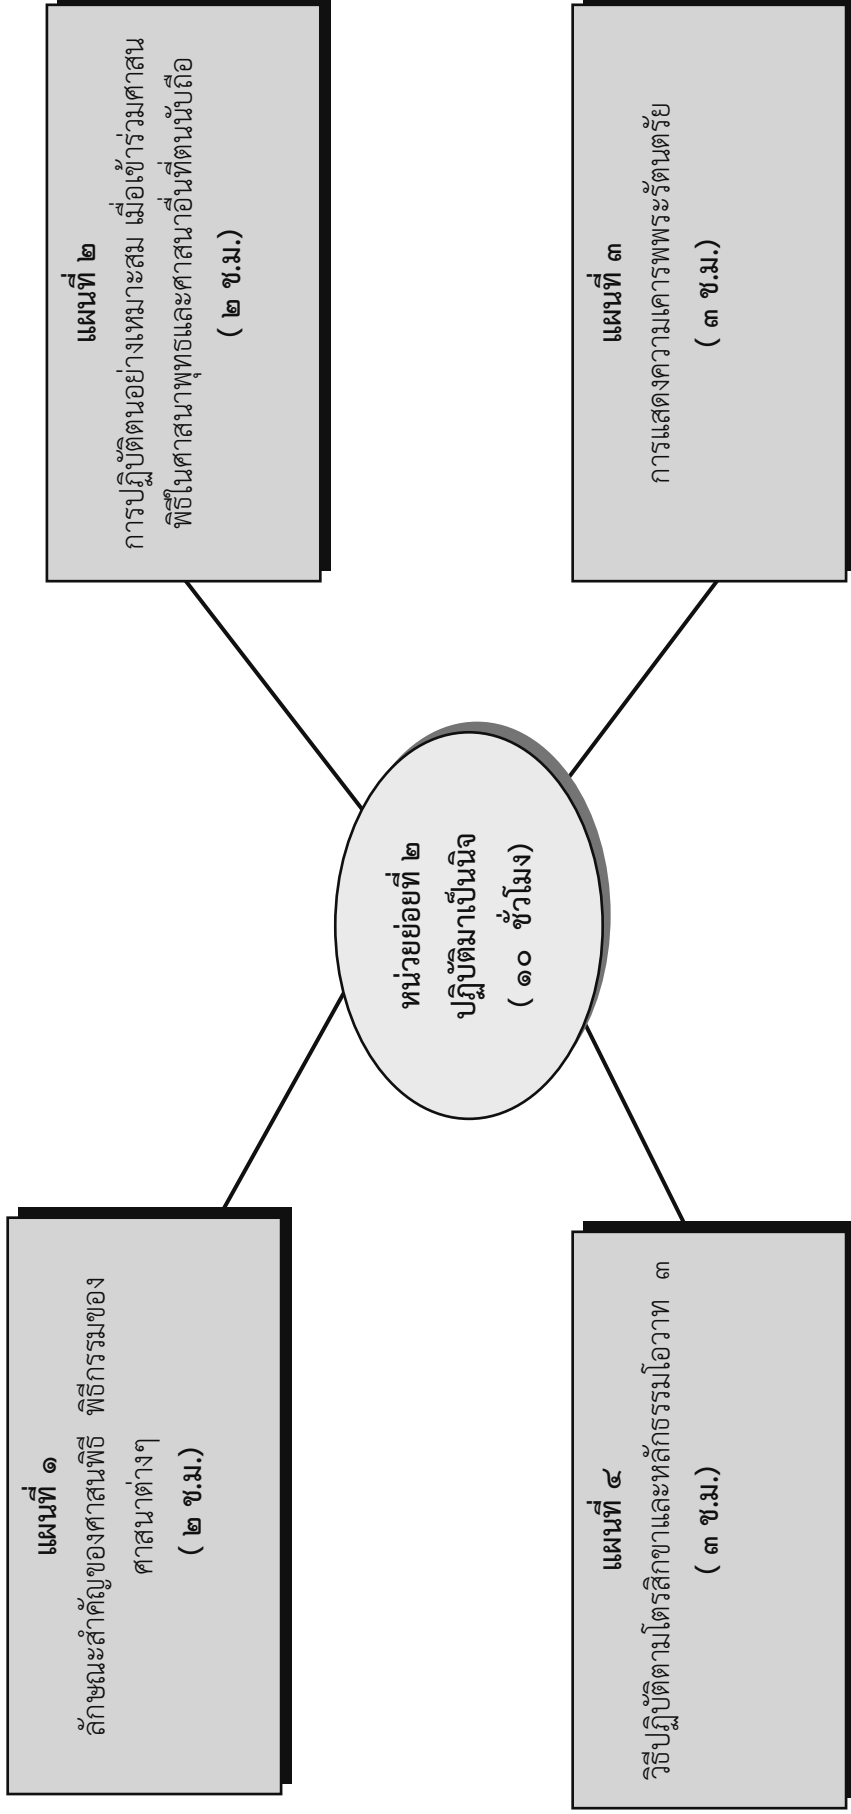 แผนที่ ๑
ลักษณะสำคัญของศาสนพิธี พิธีกรรมของ
ศาสนาต่างๆ
( ๒ ช.ม.)
แผนที่ ๒
การปฏิบัติตนอย่างเหมาะสม เมื่อเข้าร่วมศาสน
พิธีในศาสนาพุทธและศาสนาอื่นที่ตนนับถือ
( ๒ ช.ม.)
หน่วยย่อยที่ ๒
ปฏิบัติมาเป็นนิจ
( ๑๐ ชั่วโมง)
แผนที่ ๔
วิธีปฏิบัติตามไตรสิกขาและหลักธรรมโอวาท ๓
( ๓ ช.ม.)
แผนที่ ๓
การแสดงความเคารพพระรัตนตรัย
( ๓ ช.ม.)